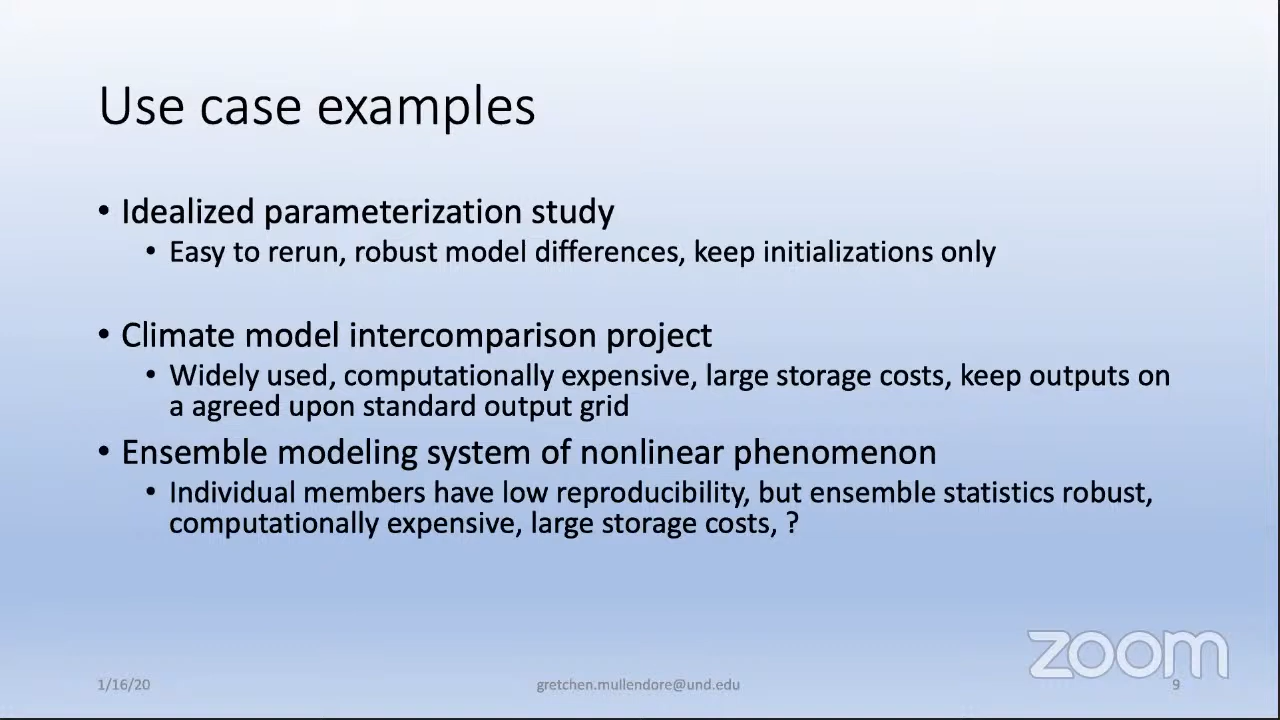 Use case examples
• Idealized parameterization study
• Easy to rerun, robust model differences, keep initializations only
• Climate model intercomparison project
• Widely used, computationally expensive, large storage costs, keep outputs on
a agreed upon standard output grid
• Ensemble modeling system of nonlinear phenomenon
• Individual members have low reproducibility, but ensemble statistics robust,
computationally expensive, large storage costs, ?
zoom
1/16/20
gretchen.mullendore@und.edu
9